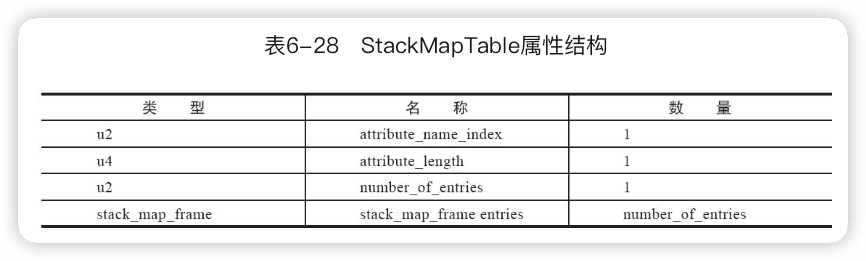 表6-28 StackMapTable属性结构
类 型 名 称 数 量
u2 attribute_name_index 1
u4 attribute_length 1
u2 number_of_entries 1
stack_map_frame stack_map_frame entries number_of_entries